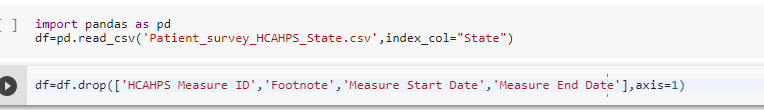 [ ] import pandas as pd
df=pd.read_csv('Patient_survey_HCAHPS_State.csv',index_col="State")
df=df.drop(['HCAHPS Measure ID','Footnote','Measure Start Date','Measure End Date'],axis=1)